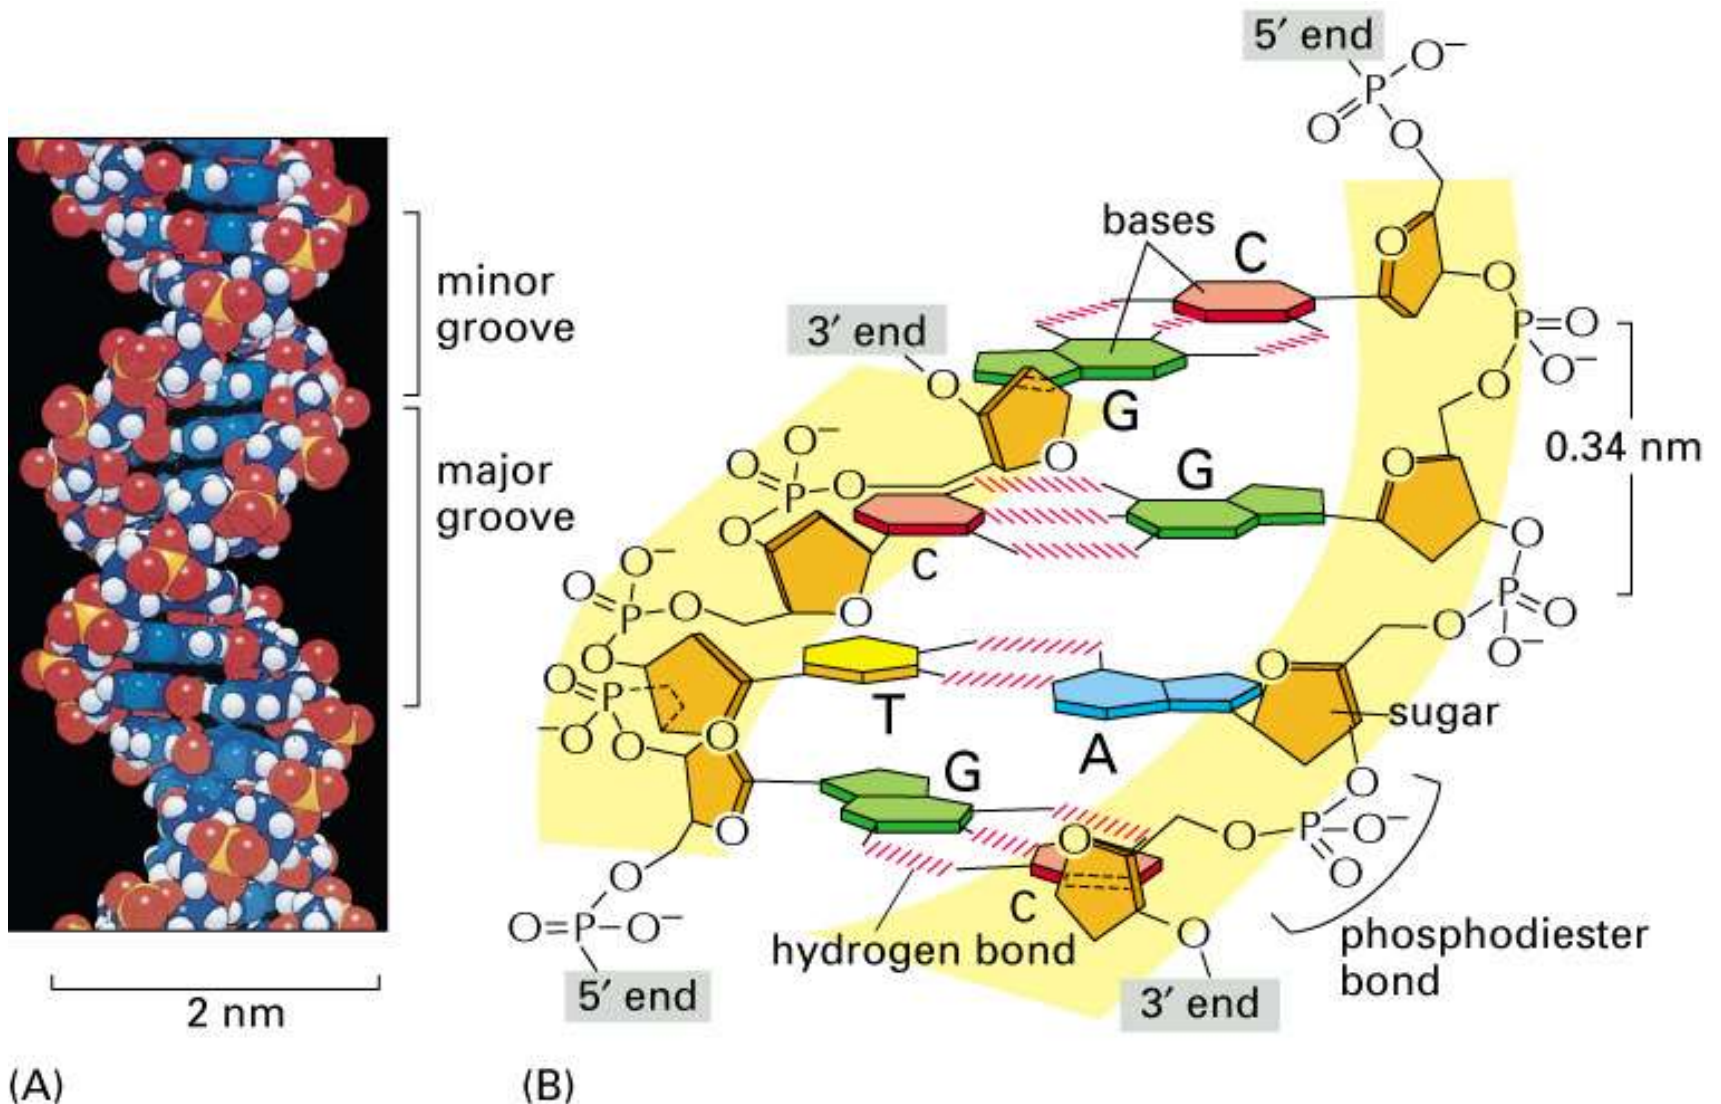 5′ end
O⁻
P
O
O
bases
C
O
O
minor
groove
3′ end
P=O
O⁻
O
O
G
O
0.34 nm
major
groove
O⁻
O
P-O
O
G
O
O
C
O⁻
O
P-O
O
O
P
O
O⁻
O
O
O
P
⁻O
O
O
T
A
sugar
O
G
O
O
O
P-O⁻
O
O
O=P-O⁻
C
O
hydrogen bond
phosphodiester
bond
5′ end
3′ end
2 nm
(A)
(B)